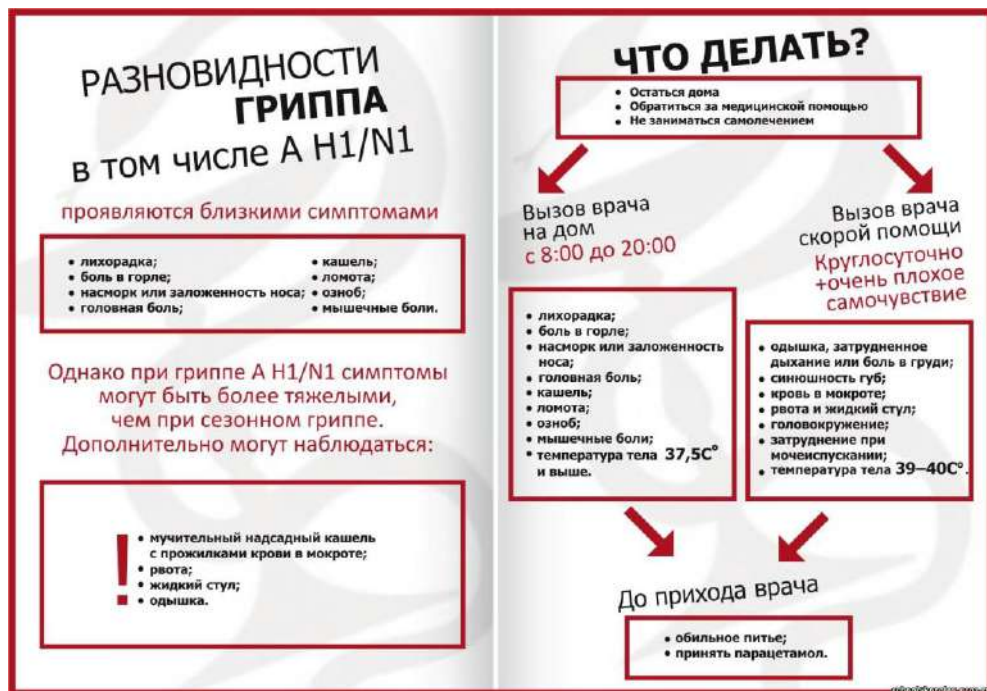 РАЗНОВИДНОСТИ
ГРИППА
в том числе А H1/N1
проявляются близкими симптомами
• лихорадка;
• боль в горле;
• насморк или заложенность носа;
• головная боль;
• кашель;
• ломота;
• озноб;
• мышечные боли.
Однако при гриппе А H1/N1 симптомы
могут быть более тяжелыми,
чем при сезонном гриппе.
Дополнительно могут наблюдаться:
!
• мучительный надсадный кашель
с прожилками крови в мокроте;
• рвота;
• жидкий стул;
• одышка.
ЧТО ДЕЛАТЬ?
• Остаться дома
• Обратиться за медицинской помощью
• Не заниматься самолечением
Вызов врача
на дом
с 8:00 до 20:00
• лихорадка;
• боль в горле;
• насморк или заложенность
носа;
• головная боль;
• кашель;
• ломота;
• озноб;
• мышечные боли;
• температура тела 37,5С°
и выше.
Вызов врача
скорой помощи
Круглосуточно
+очень плохое
самочувствие
• одышка, затрудненное
дыхание или боль в груди;
• синюшность губ;
• кровь в мокроте;
• рвота и жидкий стул;
• головокружение;
• затруднение при
мочеиспускании;
• температура тела 39–40С°.
До прихода врача
• обильное питье;
• принять парацетамол.